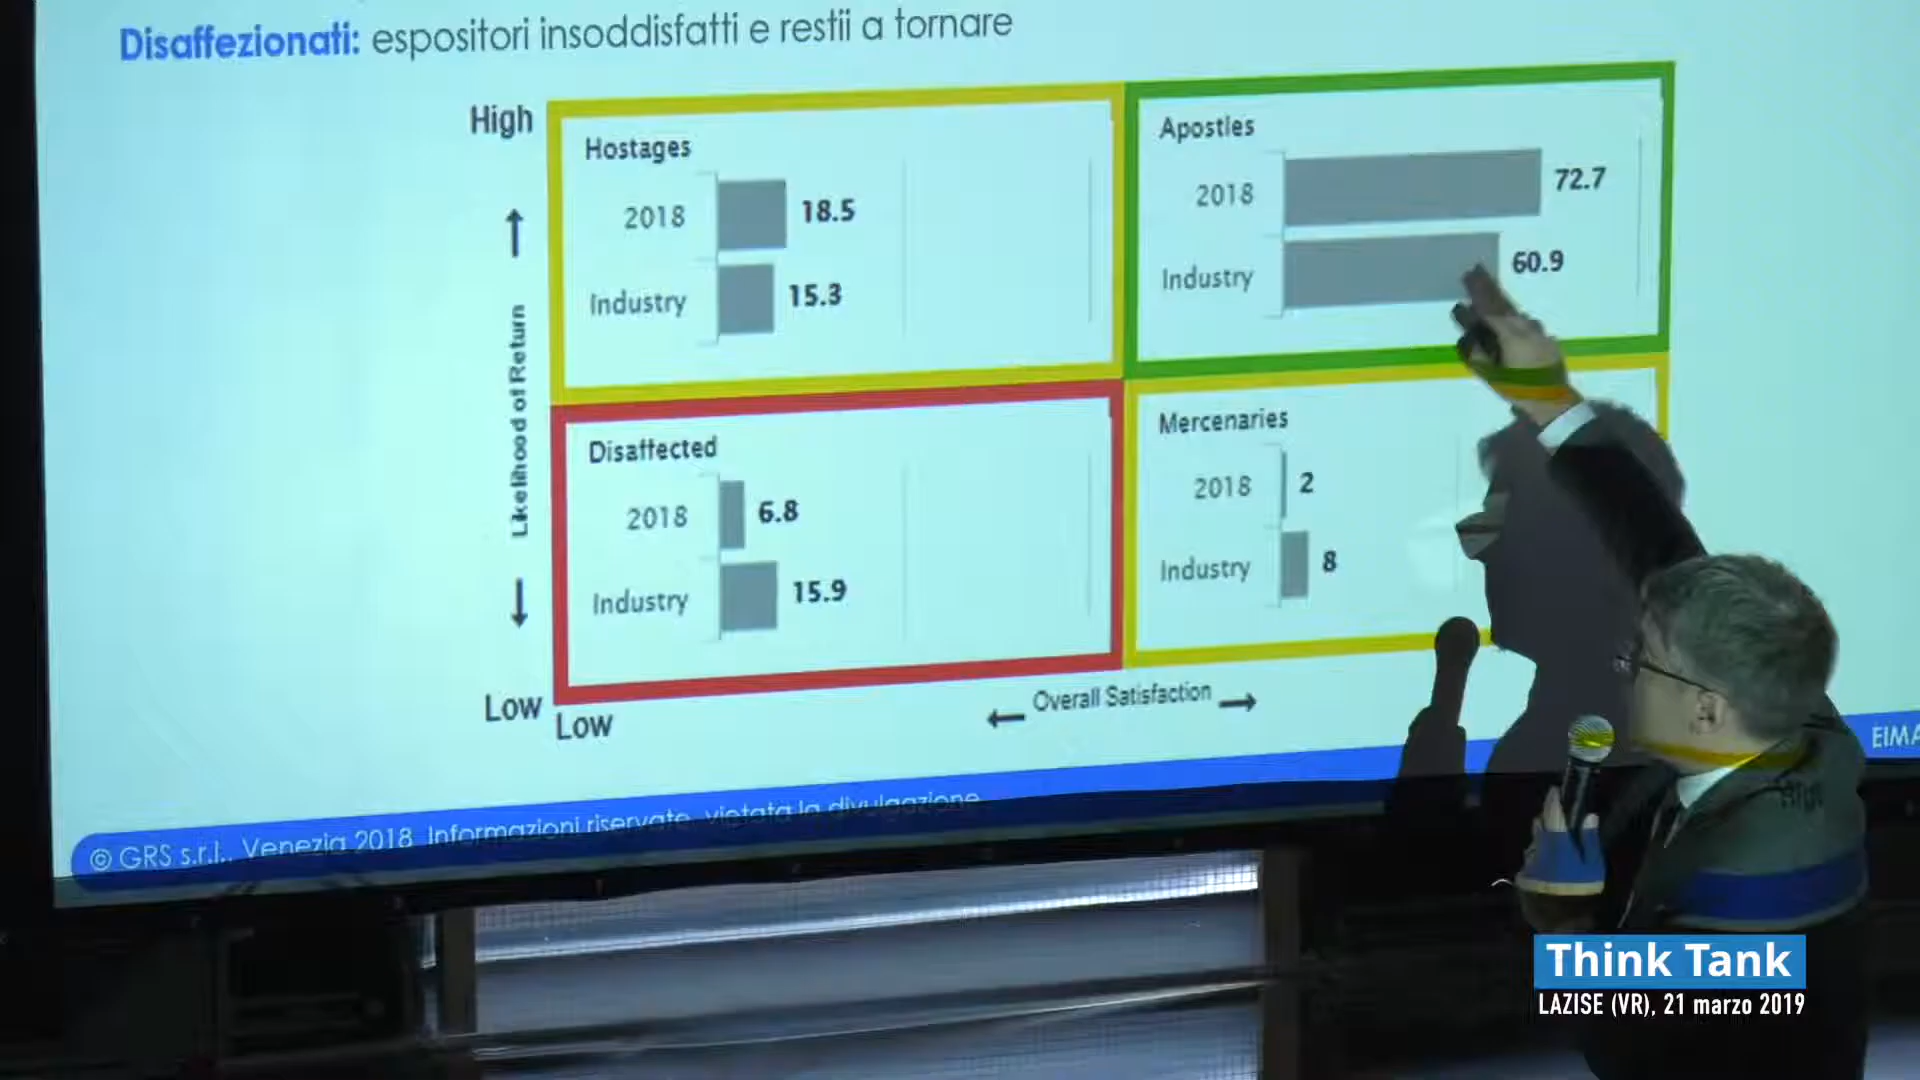 Disaffezionati: espositori insoddisfatti e restii a tornare
High
Hostages
2018 18.5
Industry 15.3
Apostles
2018 72.7
Industry 60.9
Likelihood of Return
Disaffected
2018 6.8
Industry 15.9
Mercenaries
2018 2
Industry 8
Low
Low
Overall Satisfaction
© GRS s.r.l., Venezia 2018. Informazioni riservate, vietata la divulgazione
EIMA
Think Tank
LAZISE (VR), 21 marzo 2019